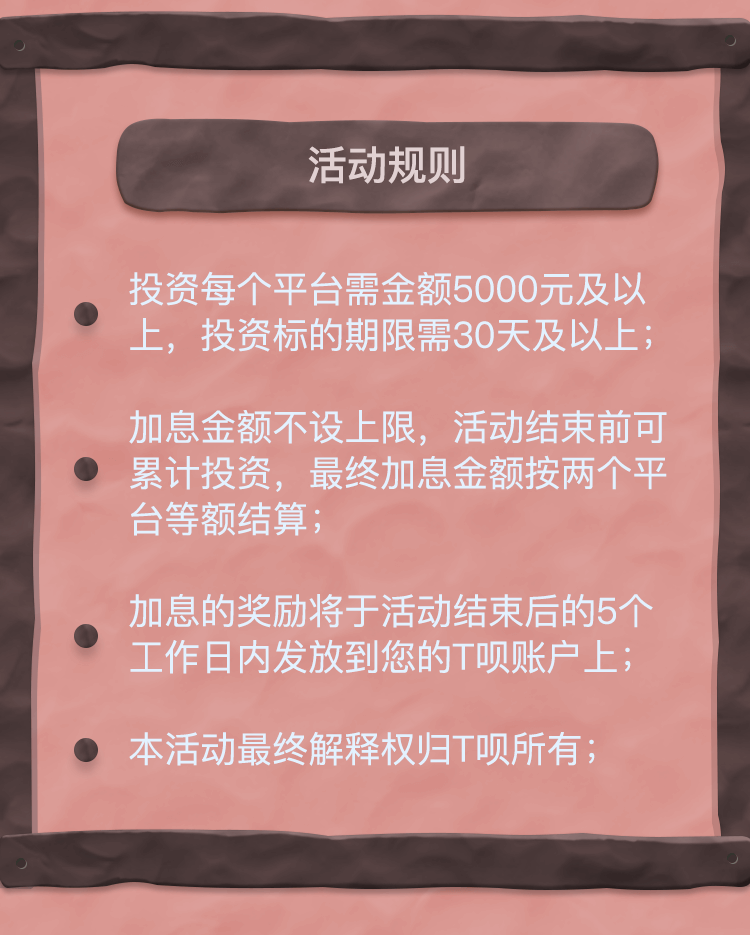 活动规则
投资每个平台需金额5000元及以
上，投资标的期限需30天及以上；
加息金额不设上限，活动结束前可
累计投资，最终加息金额按两个平
台等额结算；
加息的奖励将于活动结束后的5个
工作日内发放到您的T呗账户上；
本活动最终解释权归T呗所有；